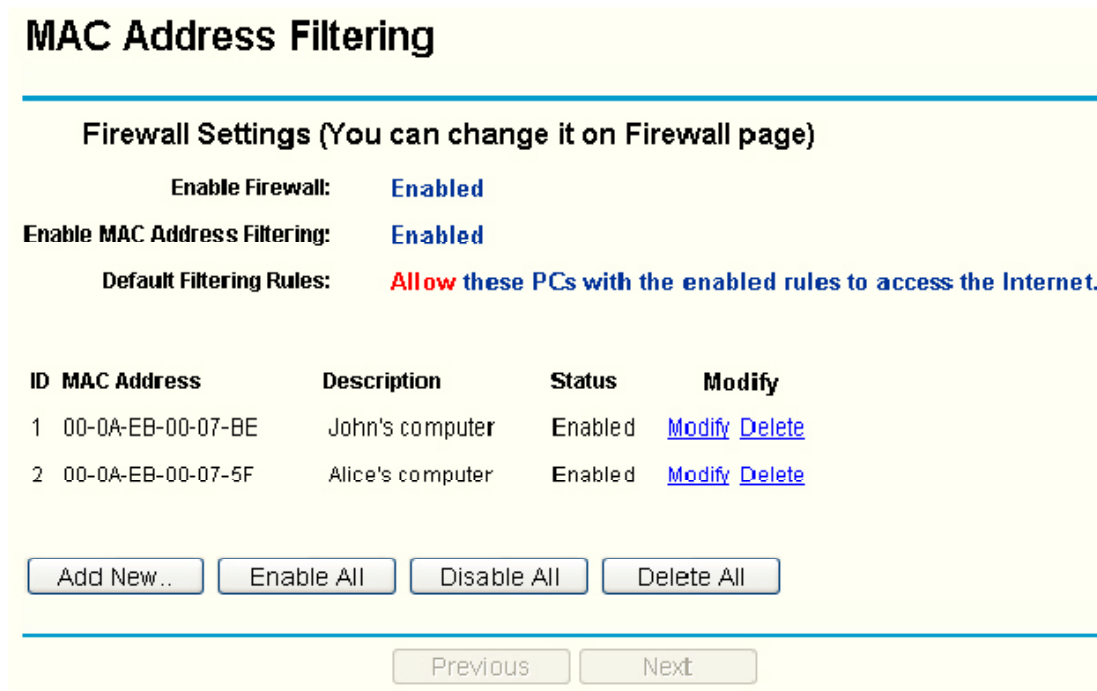 MAC Address Filtering
Firewall Settings (You can change it on Firewall page)
Enable Firewall: Enabled
Enable MAC Address Filtering: Enabled
Default Filtering Rules: Allow these PCs with the enabled rules to access the Internet.
ID MAC Address Description Status Modify
1 00-0A-EB-00-07-BE John's computer Enabled Modify Delete
2 00-0A-EB-00-07-5F Alice's computer Enabled Modify Delete
Add New.. Enable All Disable All Delete All
Previous Next